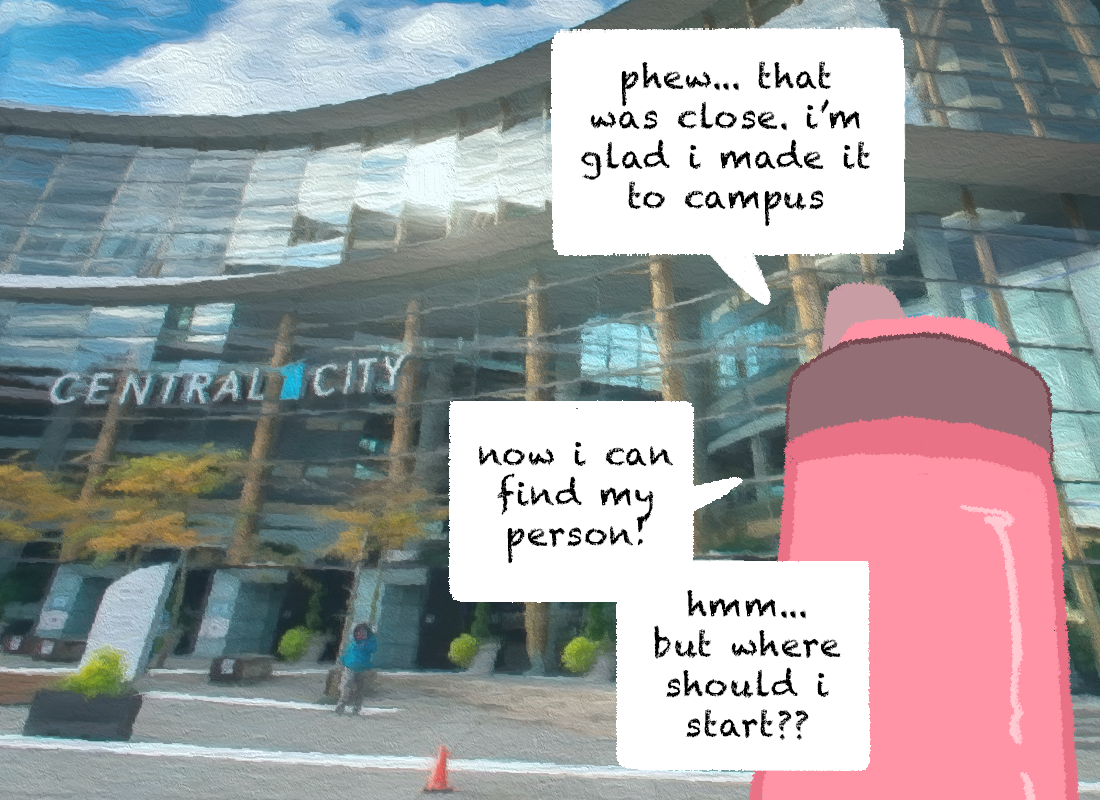 phew... that
was close. i'm
glad i made it
to campus
CENTRAL CITY
now i can
find my
person!
hmm...
but where
should i
start??